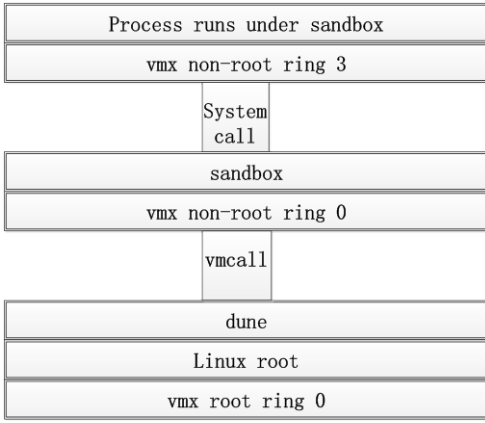 Process runs under sandbox
vmx non-root ring 3
System
call
sandbox
vmx non-root ring 0
vmcall
dune
Linux root
vmx root ring 0